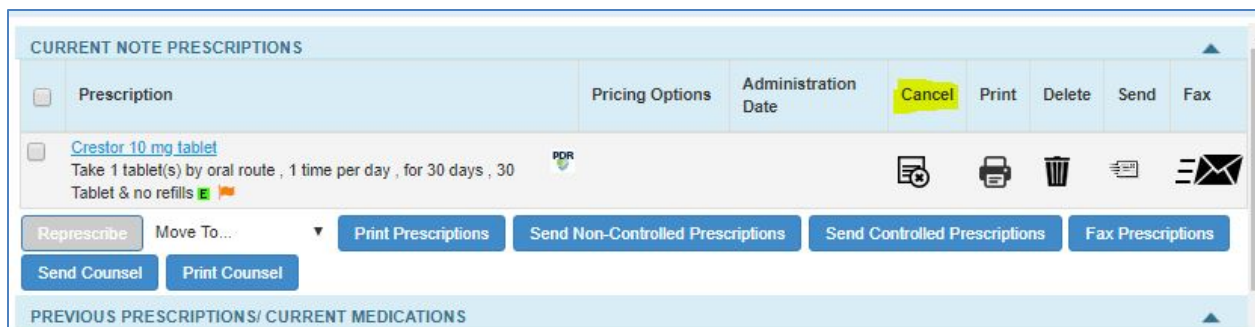 CURRENT NOTE PRESCRIPTIONS
Prescription Pricing Options Administration Date Cancel Print Delete Send Fax
Crestor 10 mg tablet
Take 1 tablet(s) by oral route , 1 time per day , for 30 days , 30 PDR
Tablet & no refills E
Represcribe Move To... Print Prescriptions Send Non-Controlled Prescriptions Send Controlled Prescriptions Fax Prescriptions
Send Counsel Print Counsel
PREVIOUS PRESCRIPTIONS/ CURRENT MEDICATIONS